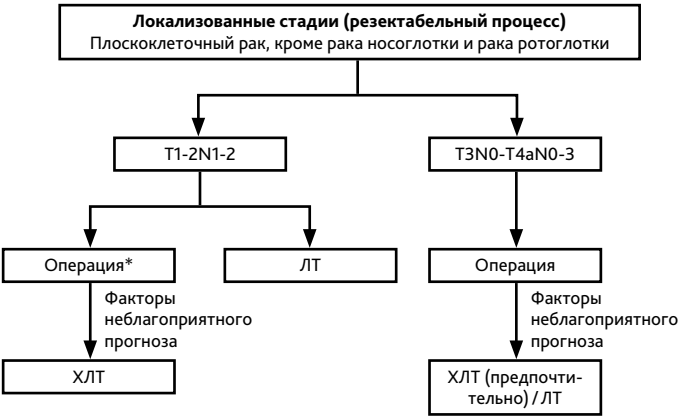 Локализованные стадии (резектабельный процесс)
Плоскоклеточный рак, кроме рака носоглотки и рака ротоглотки
T1-2N1-2
T3N0-T4aN0-3
Операция*
ЛТ
Операция
Факторы
неблагоприятного
прогноза
Факторы
неблагоприятного
прогноза
ХЛТ
ХЛТ (предпочти-
тельно) / ЛТ